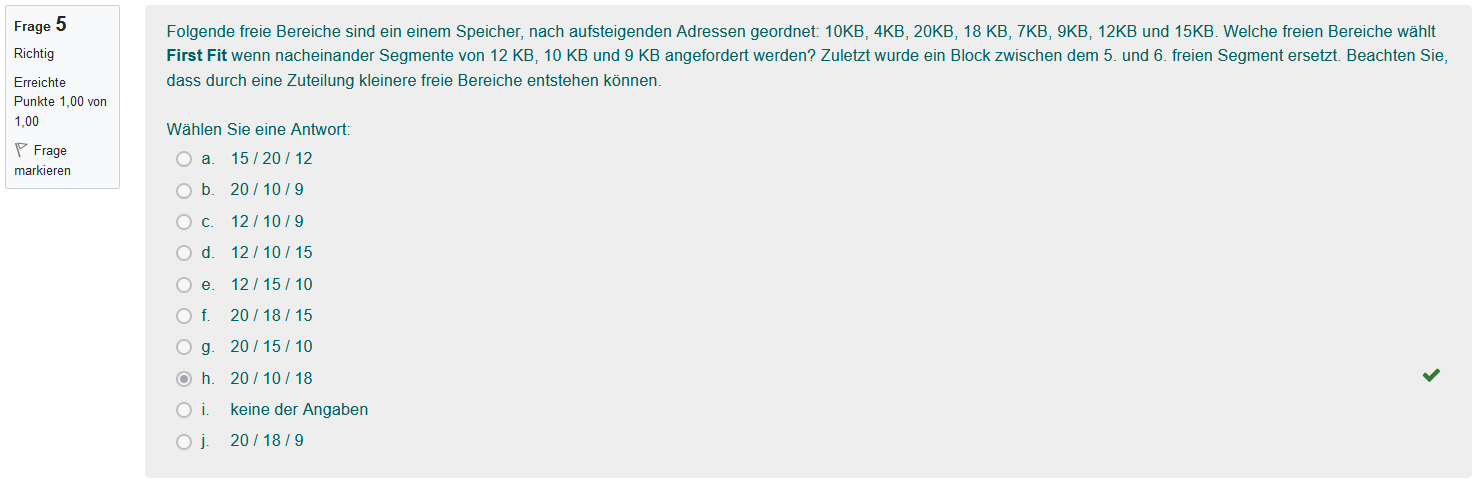 Frage 5
Richtig
Erreichte
Punkte 1,00 von
1,00
Frage
markieren
Folgende freie Bereiche sind ein einem Speicher, nach aufsteigenden Adressen geordnet: 10KB, 4KB, 20KB, 18 KB, 7KB, 9KB, 12KB und 15KB. Welche freien Bereiche wählt
First Fit wenn nacheinander Segmente von 12 KB, 10 KB und 9 KB angefordert werden? Zuletzt wurde ein Block zwischen dem 5. und 6. freien Segment ersetzt. Beachten Sie,
dass durch eine Zuteilung kleinere freie Bereiche entstehen können.
Wählen Sie eine Antwort:
a. 15 / 20 / 12
b. 20 / 10 / 9
c. 12 / 10 / 9
d. 12 / 10 / 15
e. 12 / 15 / 10
f. 20 / 18 / 15
g. 20 / 15 / 10
h. 20 / 10 / 18
i. keine der Angaben
j. 20 / 18 / 9